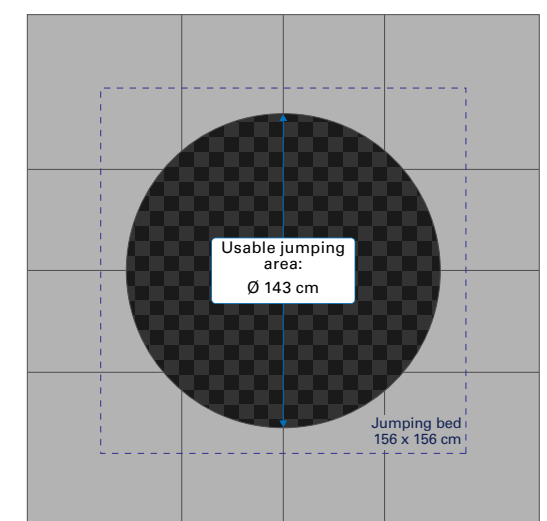 Usable jumping
area:
Ø 143 cm
Jumping bed
156 x 156 cm